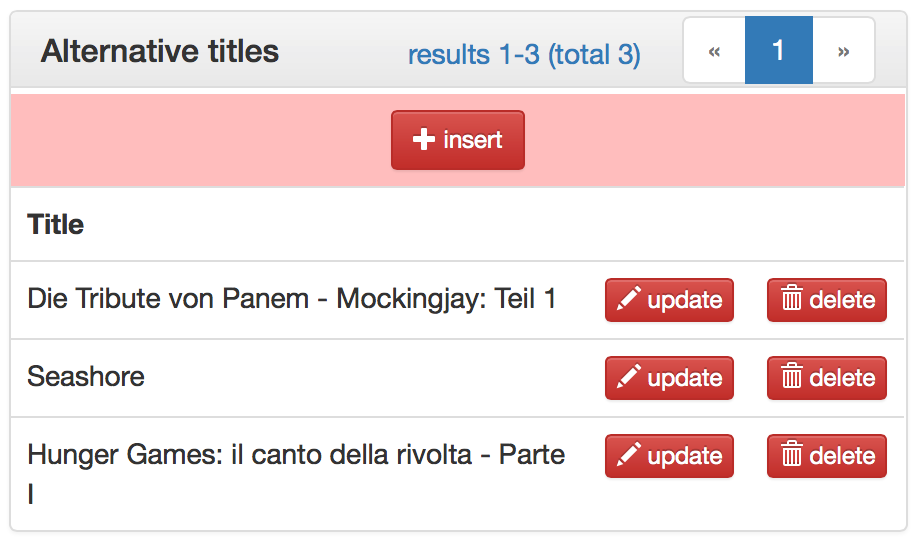 Alternative titles results 1-3 (total 3) « 1 »
insert
Title
Die Tribute von Panem - Mockingjay: Teil 1 update delete
Seashore update delete
Hunger Games: il canto della rivolta - Parte update delete
I